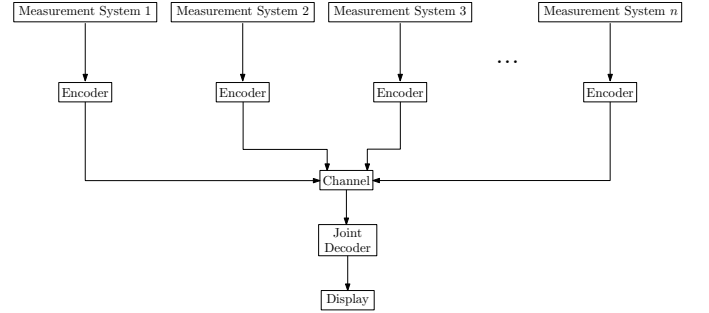 Measurement System 1
Measurement System 2
Measurement System 3
Measurement System n
...
Encoder
Encoder
Encoder
Encoder
Channel
Joint
Decoder
Display